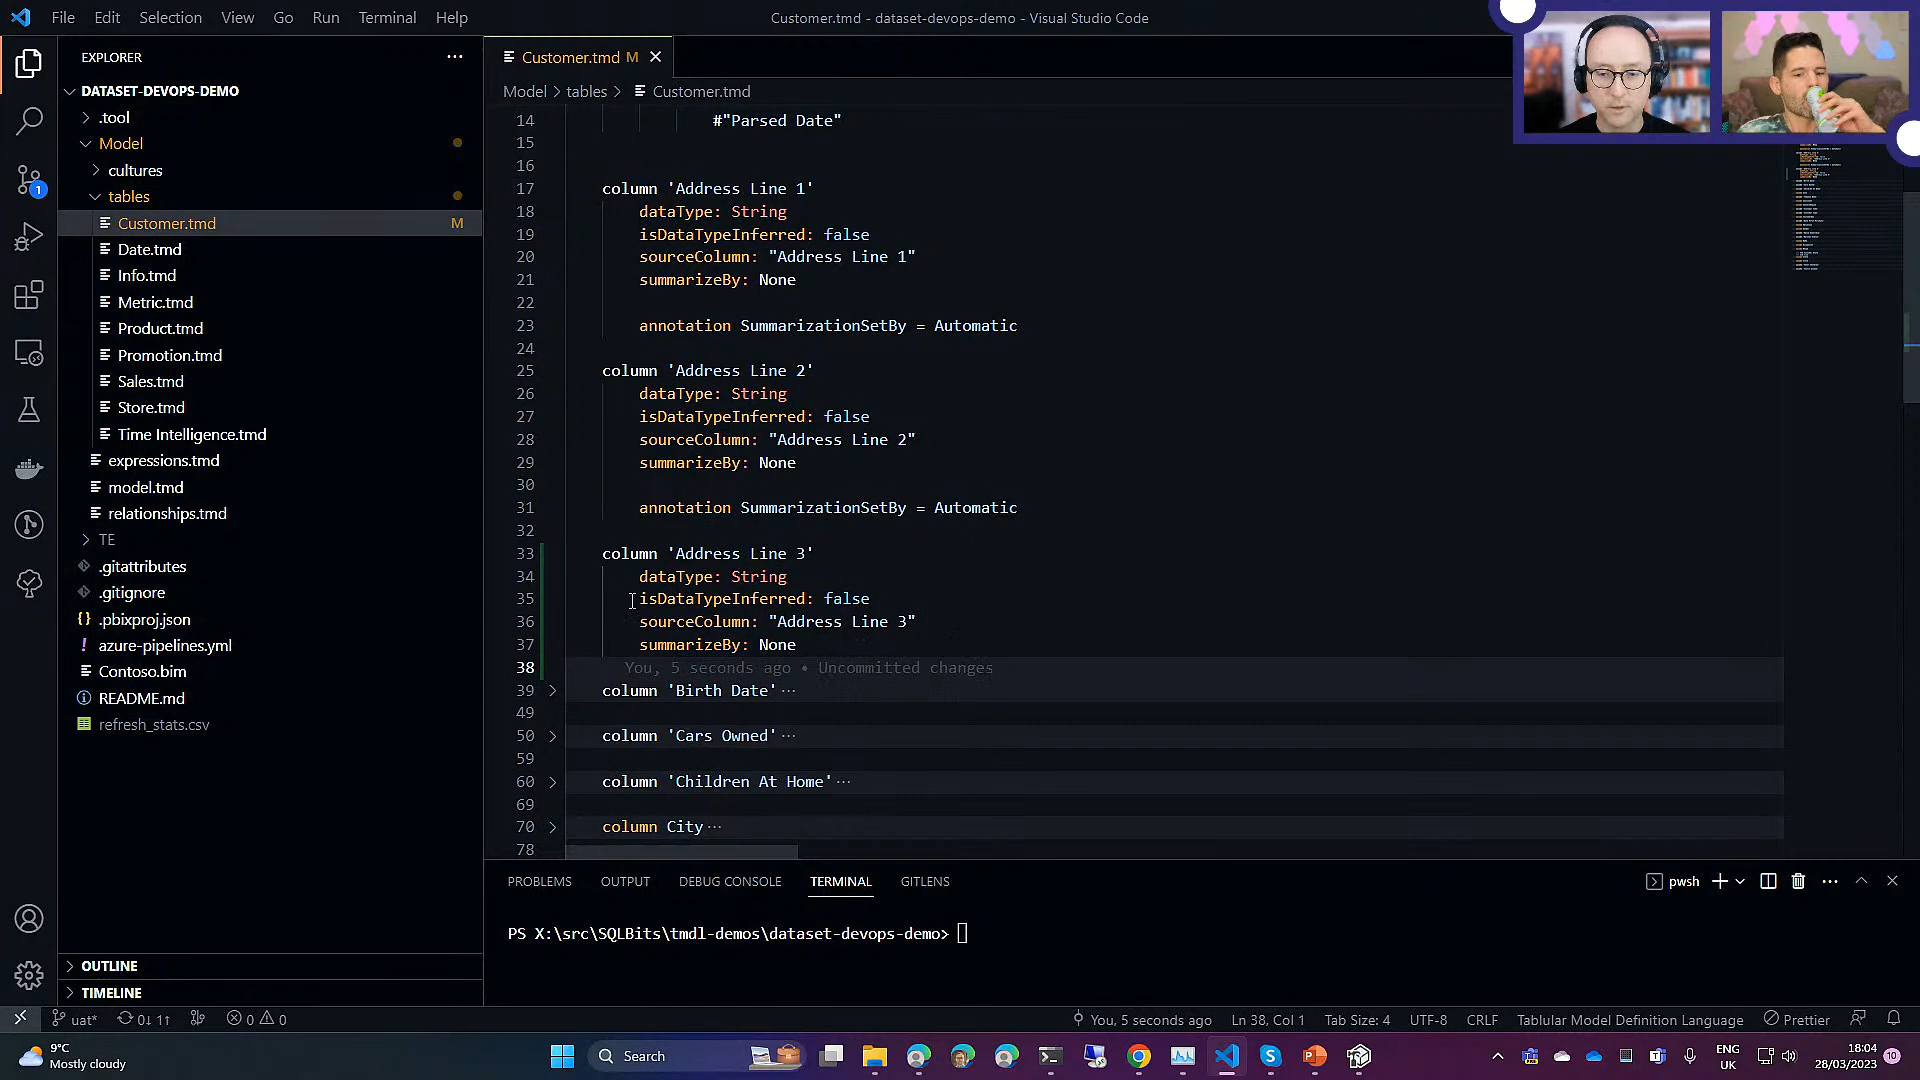 File Edit Selection View Go Run Terminal Help
Customer.tmd - dataset-devops-demo - Visual Studio Code
EXPLORER
DATASET-DEVOPS-DEMO
.tool
Model
cultures
tables
Customer.tmd M
Date.tmd
Info.tmd
Metric.tmd
Product.tmd
Promotion.tmd
Sales.tmd
Store.tmd
Time Intelligence.tmd
expressions.tmd
model.tmd
relationships.tmd
TE
.gitattributes
.gitignore
.pbixproj.json
azure-pipelines.yml
Contoso.bim
README.md
refresh_stats.csv
OUTLINE
TIMELINE
1
Customer.tmd M
Model > tables > Customer.tmd
14 #"Parsed Date"
15
16
17 column 'Address Line 1'
18 dataType: String
19 isDataTypeInferred: false
20 sourceColumn: "Address Line 1"
21 summarizeBy: None
22
23 annotation SummarizationSetBy = Automatic
24
25 column 'Address Line 2'
26 dataType: String
27 isDataTypeInferred: false
28 sourceColumn: "Address Line 2"
29 summarizeBy: None
30
31 annotation SummarizationSetBy = Automatic
32
33 column 'Address Line 3'
34 dataType: String
35 isDataTypeInferred: false
36 sourceColumn: "Address Line 3"
37 summarizeBy: None
38 You, 5 seconds ago • Uncommitted changes
39 column 'Birth Date' ···
49
50 column 'Cars Owned' ···
59
60 column 'Children At Home' ···
69
70 column City ···
78
PROBLEMS OUTPUT DEBUG CONSOLE TERMINAL GITLENS
pwsh
PS X:\src\SQLBits\tmdl-demos\dataset-devops-demo>
uat* 0↓ 1↑ 0 0
You, 5 seconds ago Ln 38, Col 1 Tab Size: 4 UTF-8 CRLF Tablular Model Definition Language Prettier
9°C
Mostly cloudy
Search
ENG
UK
18:04
28/03/2023
10